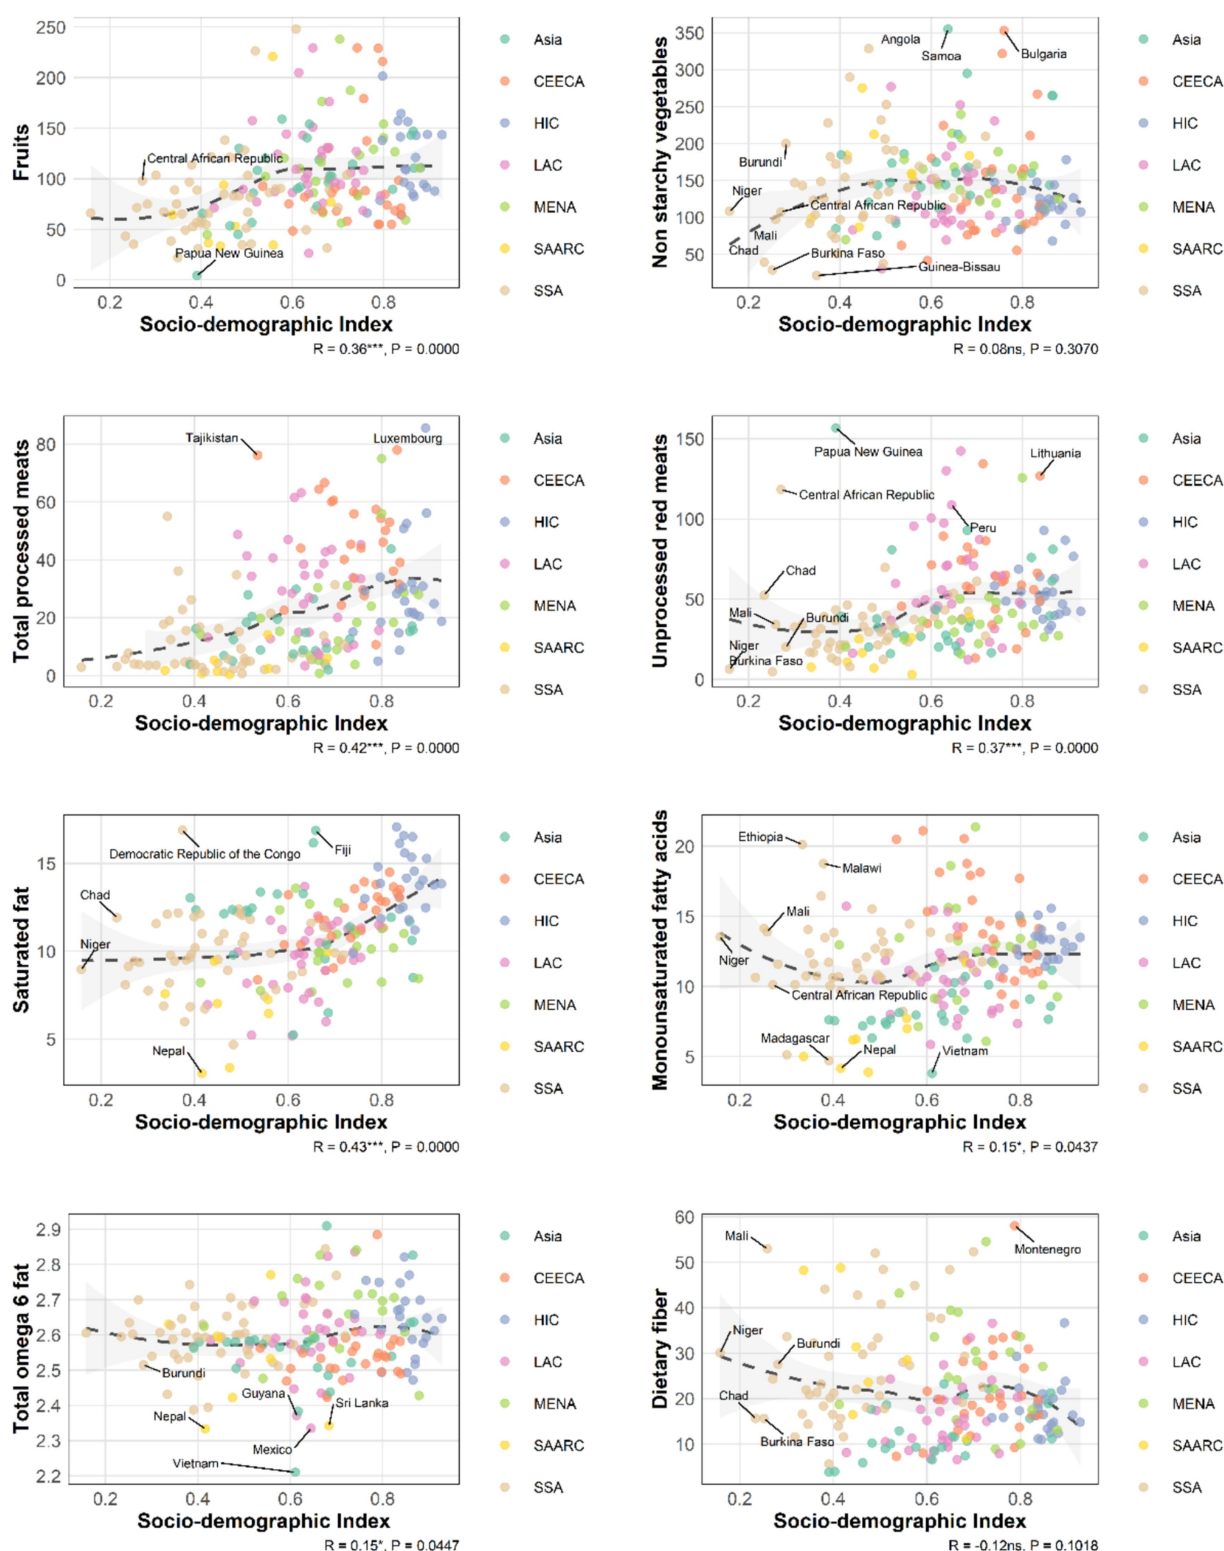 Fruits
250
200
150
100
50
0
Central African Republic
Papua New Guinea
0.2 0.4 0.6 0.8
Socio-demographic Index
R = 0.36***, P = 0.0000
Asia
CEECA
HIC
LAC
MENA
SAARC
SSA
Non starchy vegetables
350
300
250
200
150
100
50
Angola
Samoa
Bulgaria
Burundi
Niger
Central African Republic
Mali
Chad
Burkina Faso
Guinea-Bissau
0.2 0.4 0.6 0.8
Socio-demographic Index
R = 0.08ns, P = 0.3070
Asia
CEECA
HIC
LAC
MENA
SAARC
SSA
Total processed meats
80
60
40
20
0
Tajikistan
Luxembourg
0.2 0.4 0.6 0.8
Socio-demographic Index
R = 0.42***, P = 0.0000
Asia
CEECA
HIC
LAC
MENA
SAARC
SSA
Unprocessed red meats
150
100
50
0
Papua New Guinea
Lithuania
Central African Republic
Peru
Chad
Mali
Burundi
Niger
Burkina Faso
0.2 0.4 0.6 0.8
Socio-demographic Index
R = 0.37***, P = 0.0000
Asia
CEECA
HIC
LAC
MENA
SAARC
SSA
Saturated fat
15
10
5
Democratic Republic of the Congo
Fiji
Chad
Niger
Nepal
0.2 0.4 0.6 0.8
Socio-demographic Index
R = 0.43***, P = 0.0000
Asia
CEECA
HIC
LAC
MENA
SAARC
SSA
Monounsaturated fatty acids
20
15
10
5
Ethiopia
Malawi
Mali
Niger
Central African Republic
Madagascar
Nepal
Vietnam
0.2 0.4 0.6 0.8
Socio-demographic Index
R = 0.15*, P = 0.0437
Asia
CEECA
HIC
LAC
MENA
SAARC
SSA
Total omega 6 fat
2.9
2.8
2.7
2.6
2.5
2.4
2.3
2.2
Burundi
Guyana
Sri Lanka
Nepal
Mexico
Vietnam
0.2 0.4 0.6 0.8
Socio-demographic Index
R = 0.15*, P = 0.0447
Asia
CEECA
HIC
LAC
MENA
SAARC
SSA
Dietary fiber
60
50
40
30
20
10
Mali
Montenegro
Niger
Burundi
Chad
Burkina Faso
0.2 0.4 0.6 0.8
Socio-demographic Index
R = -0.12ns, P = 0.1018
Asia
CEECA
HIC
LAC
MENA
SAARC
SSA